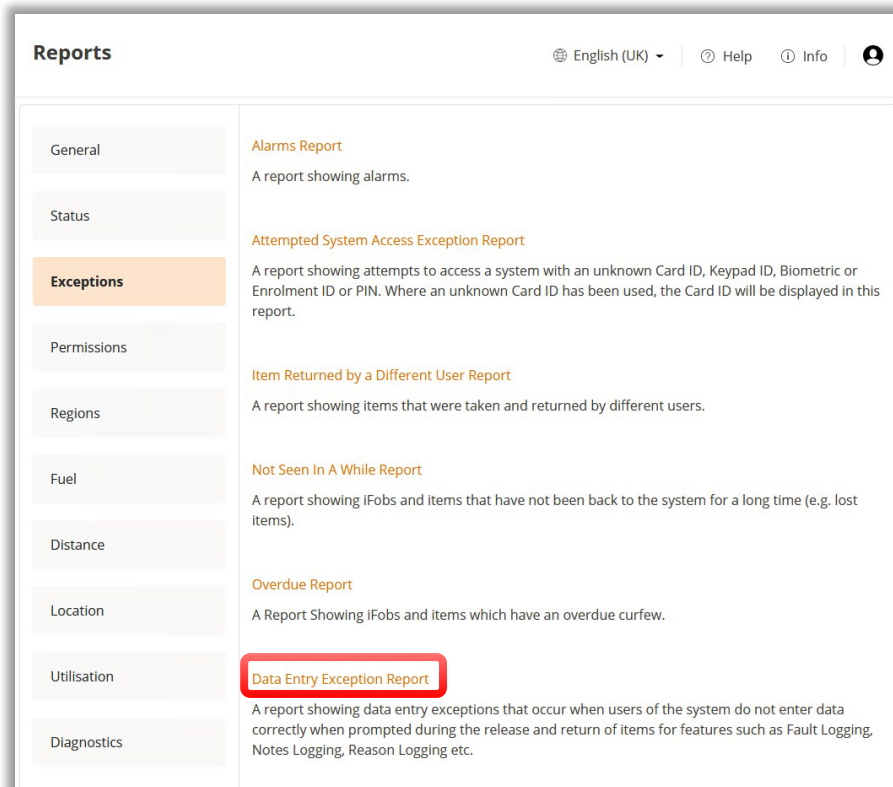 Reports
English (UK)
Help
Info
General
Status
Exceptions
Permissions
Regions
Fuel
Distance
Location
Utilisation
Diagnostics
Alarms Report
A report showing alarms.
Attempted System Access Exception Report
A report showing attempts to access a system with an unknown Card ID, Keypad ID, Biometric or
Enrolment ID or PIN. Where an unknown Card ID has been used, the Card ID will be displayed in this
report.
Item Returned by a Different User Report
A report showing items that were taken and returned by different users.
Not Seen In A While Report
A report showing iFobs and items that have not been back to the system for a long time (e.g. lost
items).
Overdue Report
A Report Showing iFobs and items which have an overdue curfew.
Data Entry Exception Report
A report showing data entry exceptions that occur when users of the system do not enter data
correctly when prompted during the release and return of items for features such as Fault Logging,
Notes Logging, Reason Logging etc.